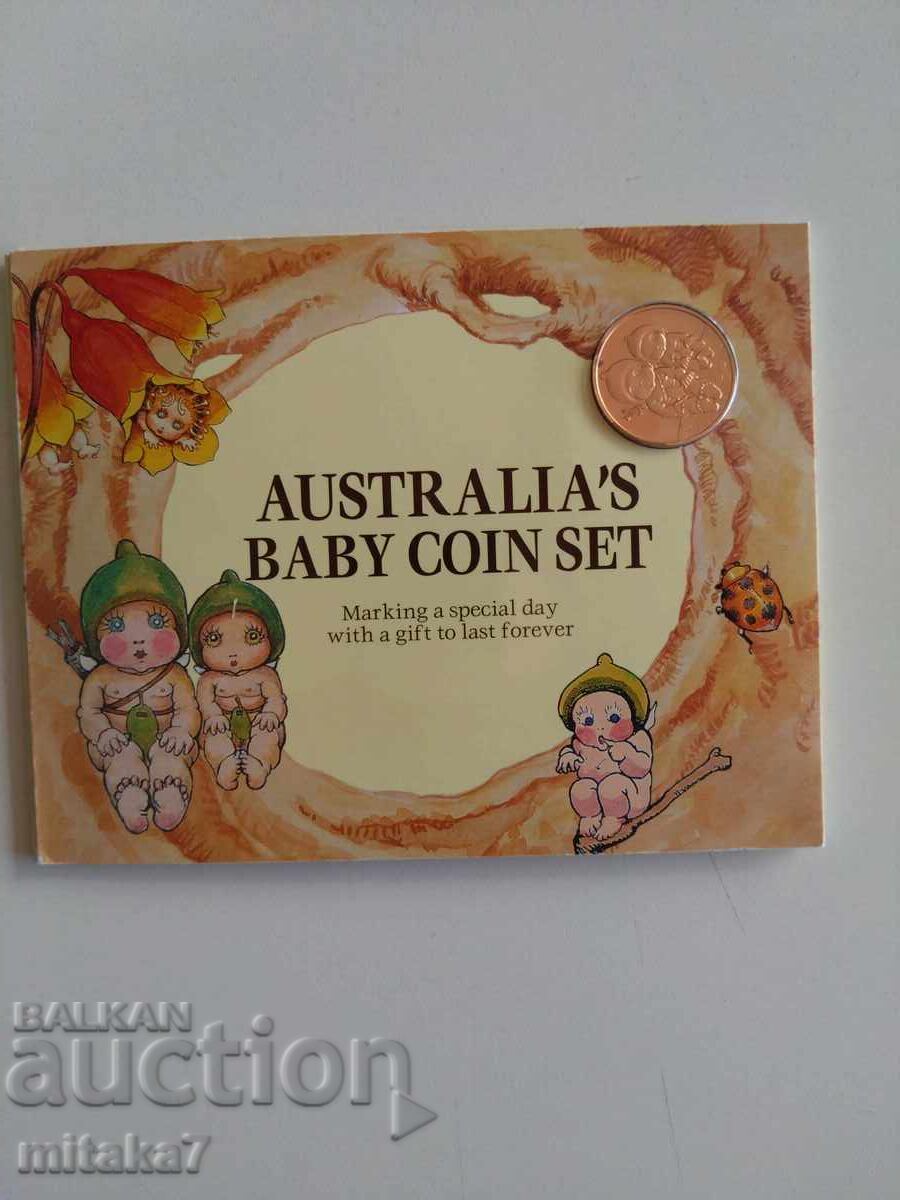 AUSTRALIA'S
BABY COIN SET
Marking a special day
with a gift to last forever
BALKAN
auction
mitaka7